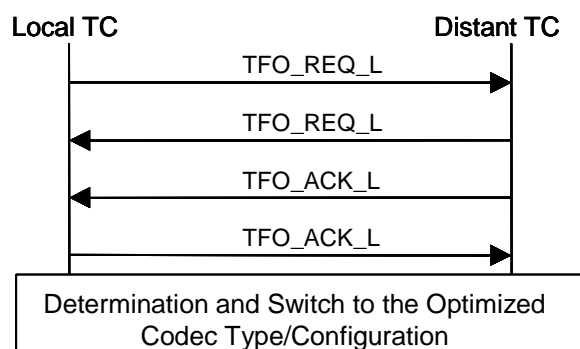 Local TC
Distant TC
TFO_REQ_L
TFO_REQ_L
TFO_ACK_L
TFO_ACK_L
Determination and Switch to the Optimized
Codec Type/Configuration